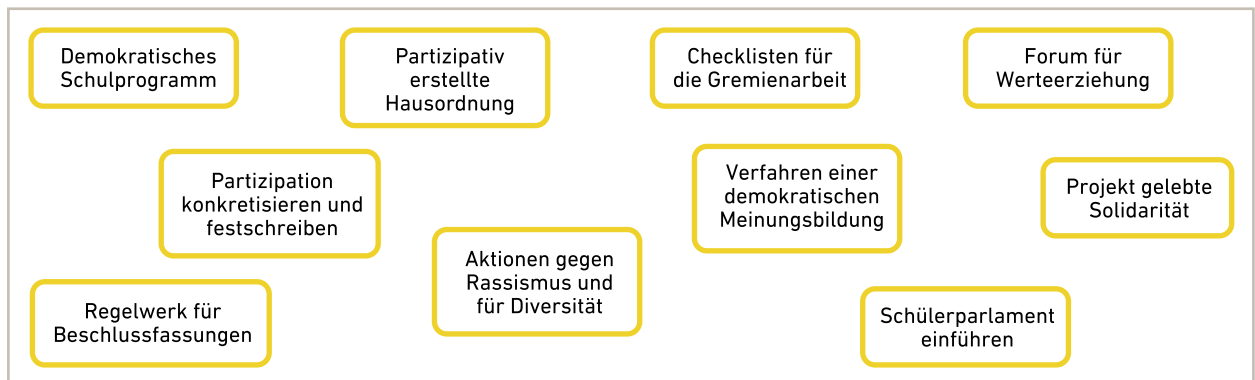 Demokratisches
Schulprogramm
Partizipativ
erstellte
Hausordnung
Checklisten für
die Gremienarbeit
Forum für
Werteerziehung
Partizipation
konkretisieren und
festschreiben
Verfahren einer
demokratischen
Meinungsbildung
Projekt gelebte
Solidarität
Aktionen gegen
Rassismus und
für Diversität
Regelwerk für
Beschlussfassungen
Schülerparlament
einführen